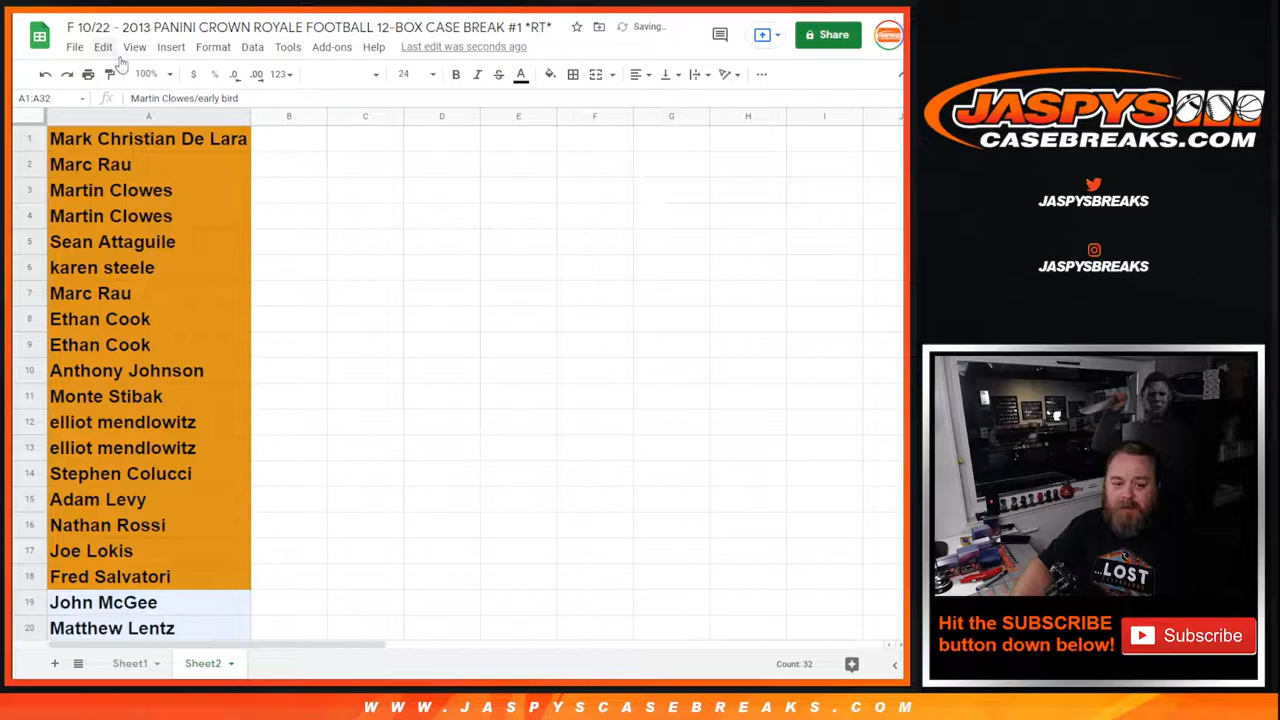 F 10/22 - 2013 PANINI CROWN ROYALE FOOTBALL 12-BOX CASE BREAK #1 *RT*
Saving...
File Edit View Insert Format Data Tools Add-ons Help Last edit was seconds ago
Share
100% $ % .0 .00 123 24 B I S A
A1:A32 fx Martin Clowes/early bird
A B C D E F G H I J
1 Mark Christian De Lara
2 Marc Rau
3 Martin Clowes
4 Martin Clowes
5 Sean Attaguile
6 karen steele
7 Marc Rau
8 Ethan Cook
9 Ethan Cook
10 Anthony Johnson
11 Monte Stibak
12 elliot mendlowitz
13 elliot mendlowitz
14 Stephen Colucci
15 Adam Levy
16 Nathan Rossi
17 Joe Lokis
18 Fred Salvatori
19 John McGee
20 Matthew Lentz
Sheet1 Sheet2 Count: 32
JASPYS
CASEBREAKS.COM
JASPYSBREAKS
JASPYSBREAKS
...LOST
Hit the SUBSCRIBE
button down below!
Subscribe
WWW.JASPYSCASEBREAKS.COM